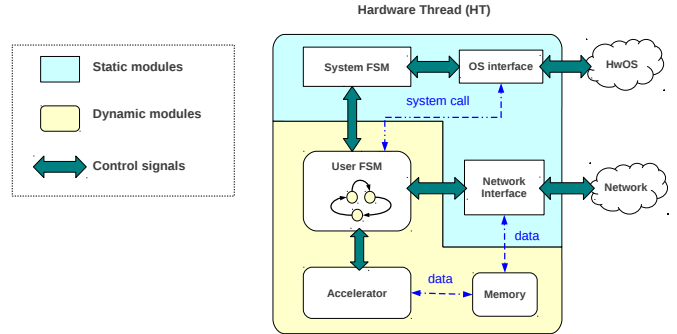 Hardware Thread (HT)
Static modules
Dynamic modules
Control signals
System FSM
OS interface
HwOS
system call
User FSM
Network
Interface
Network
data
Accelerator
data
Memory